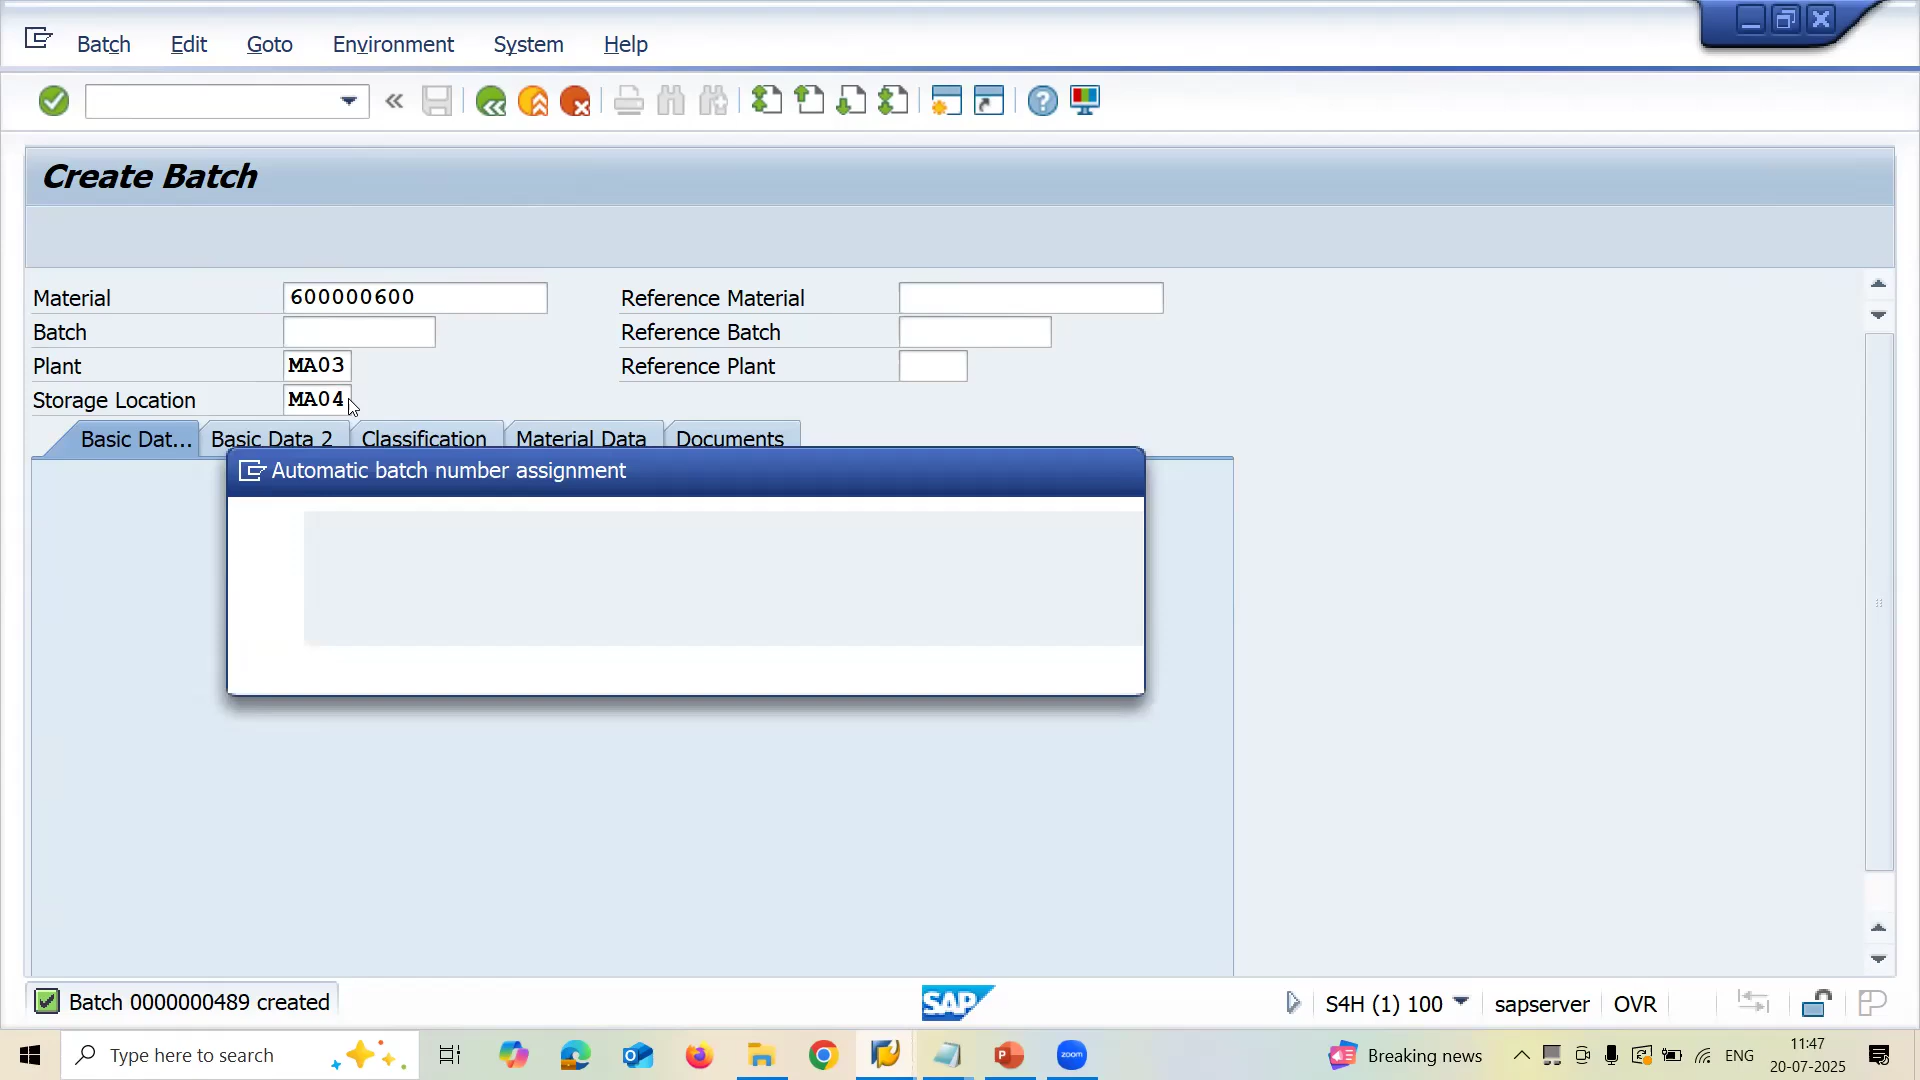 Batch Edit Goto Environment System Help
Create Batch
Material 600000600 Reference Material
Batch Reference Batch
Plant MA03 Reference Plant
Storage Location MA04
Basic Dat... Basic Data 2 Classification Material Data Documents
Automatic batch number assignment
Batch 0000000489 created SAP S4H (1) 100 sapserver OVR
Type here to search zoom Breaking news ENG 11:47
20-07-2025